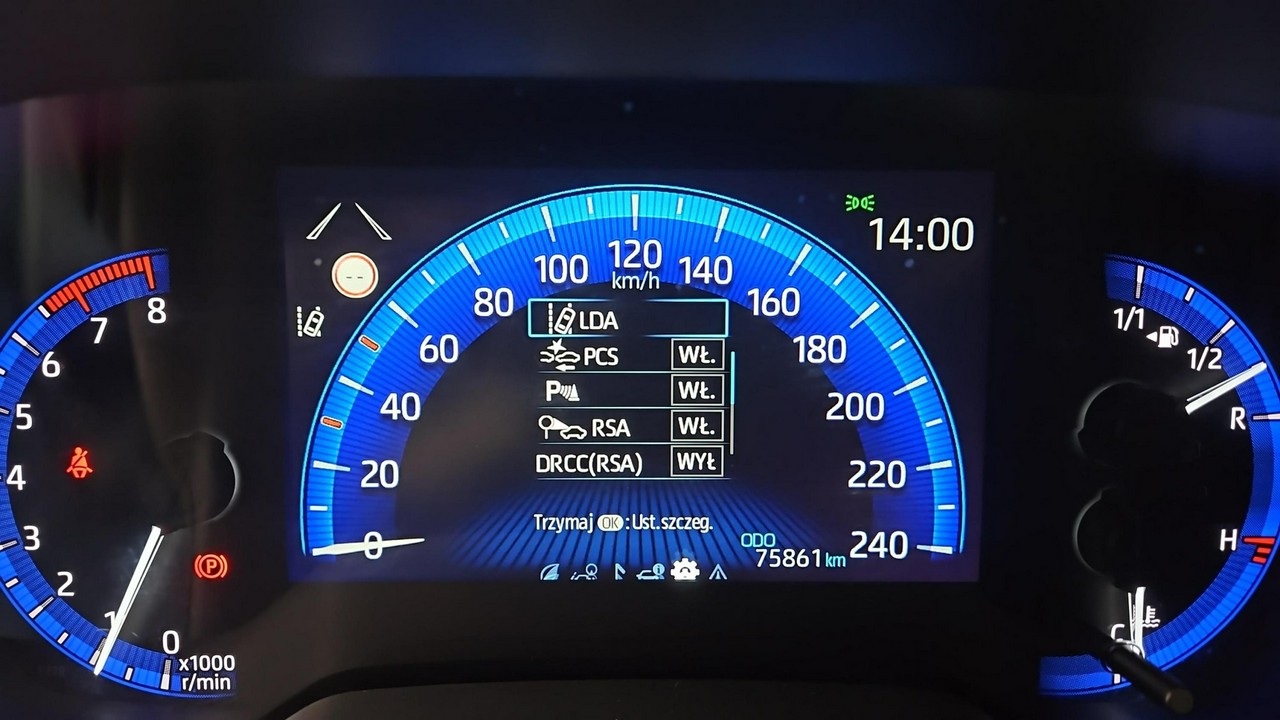 14:00
120
km/h
100
140
80
160
60
180
40
200
20
220
0
240
--
LDA
PCS WŁ.
P WŁ.
RSA WŁ.
DRCC(RSA) WYŁ
Trzymaj OK : Ust.szczeg.
ODO
75861 km
8
7
6
5
4
3
2
1
0
x1000
r/min
P
1/1
1/2
R
H
C